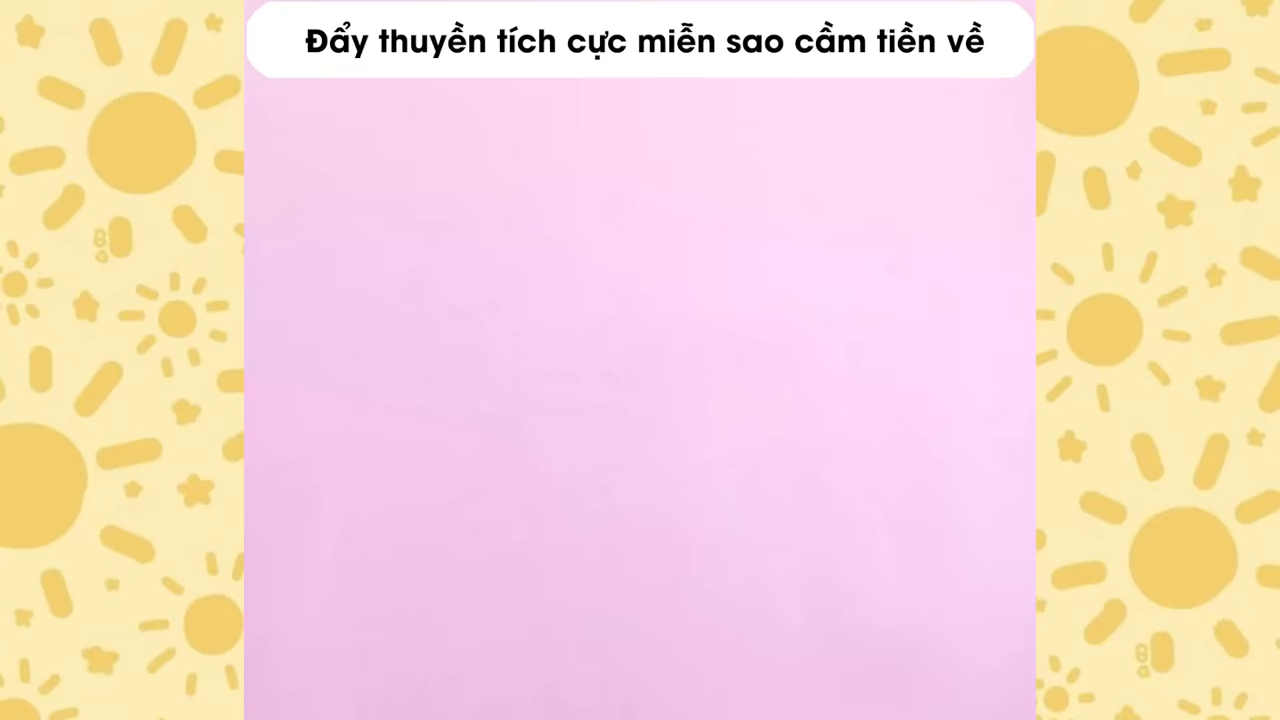 Đẩy thuyền tích cực miễn sao cầm tiền về